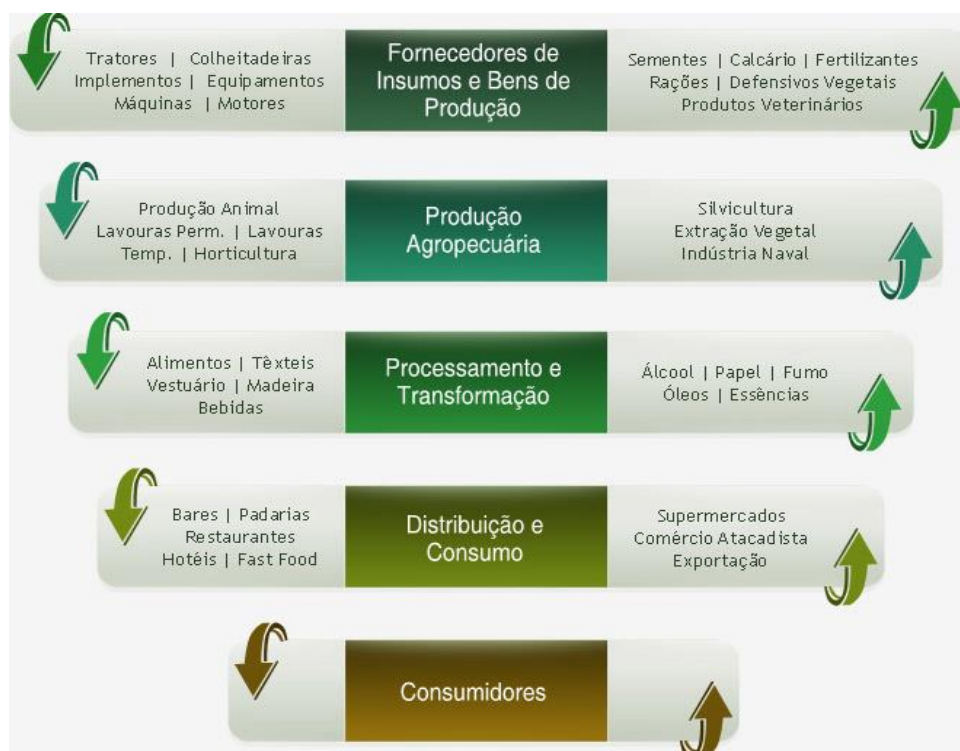 Tratores | Colheitadeiras
Implementos | Equipamentos
Máquinas | Motores
Fornecedores de
Insumos e Bens de
Produção
Sementes | Calcário | Fertilizantes
Rações | Defensivos Vegetais
Produtos Veterinários
Produção Animal
Lavouras Perm. | Lavouras
Temp. | Horticultura
Produção
Agropecuária
Silvicultura
Extração Vegetal
Indústria Naval
Alimentos | Têxteis
Vestuário | Madeira
Bebidas
Processamento e
Transformação
Álcool | Papel | Fumo
Óleos | Essências
Bares | Padarias
Restaurantes
Hotéis | Fast Food
Distribuição e
Consumo
Supermercados
Comércio Atacadista
Exportação
Consumidores